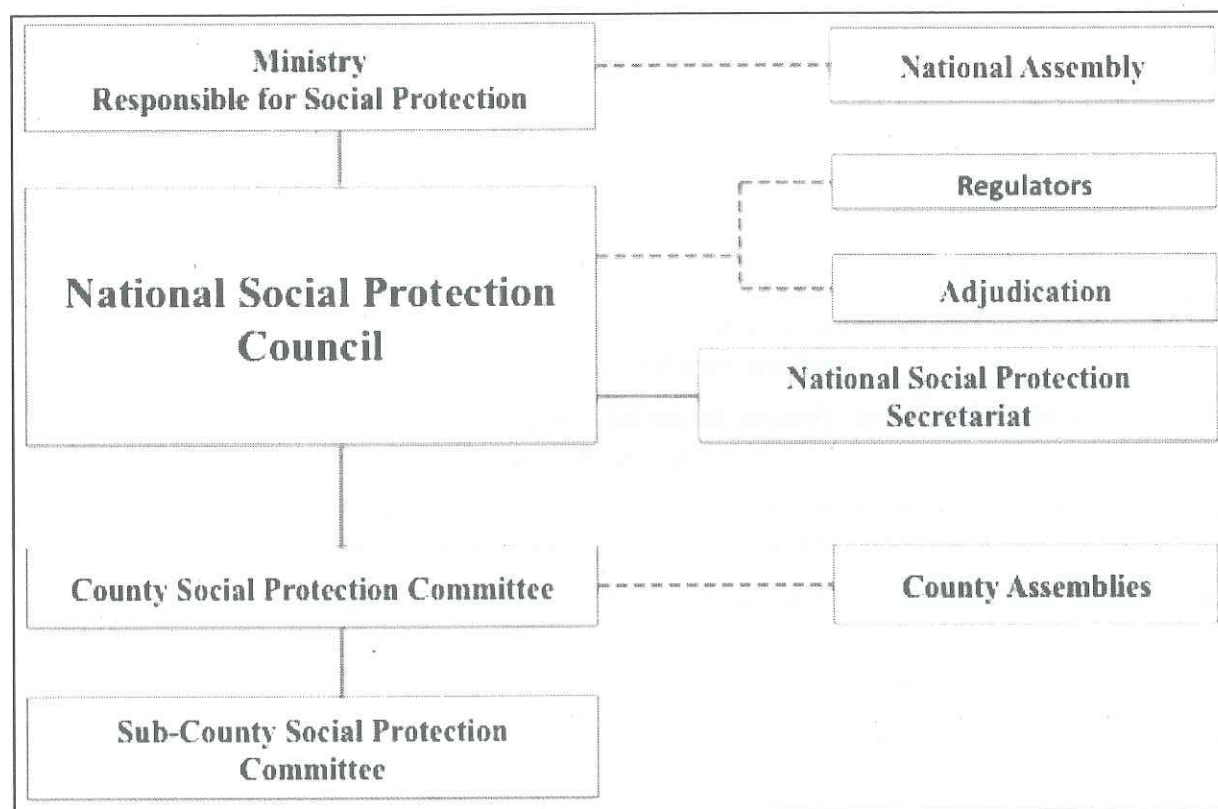 Ministry
Responsible for Social Protection
National Assembly
Regulators
National Social Protection
Council
Adjudication
National Social Protection
Secretariat
County Social Protection Committee
County Assemblies
Sub-County Social Protection
Committee